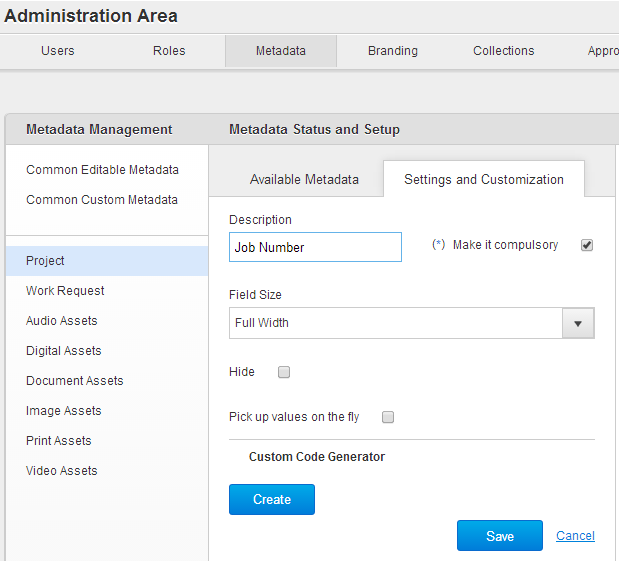 Administration Area
Users Roles Metadata Branding Collections Appro
Metadata Management
Metadata Status and Setup
Common Editable Metadata
Common Custom Metadata
Project
Work Request
Audio Assets
Digital Assets
Document Assets
Image Assets
Print Assets
Video Assets
Available Metadata Settings and Customization
Description
Job Number
(*) Make it compulsory
Field Size
Full Width
Hide
Pick up values on the fly
Custom Code Generator
Create
Save Cancel